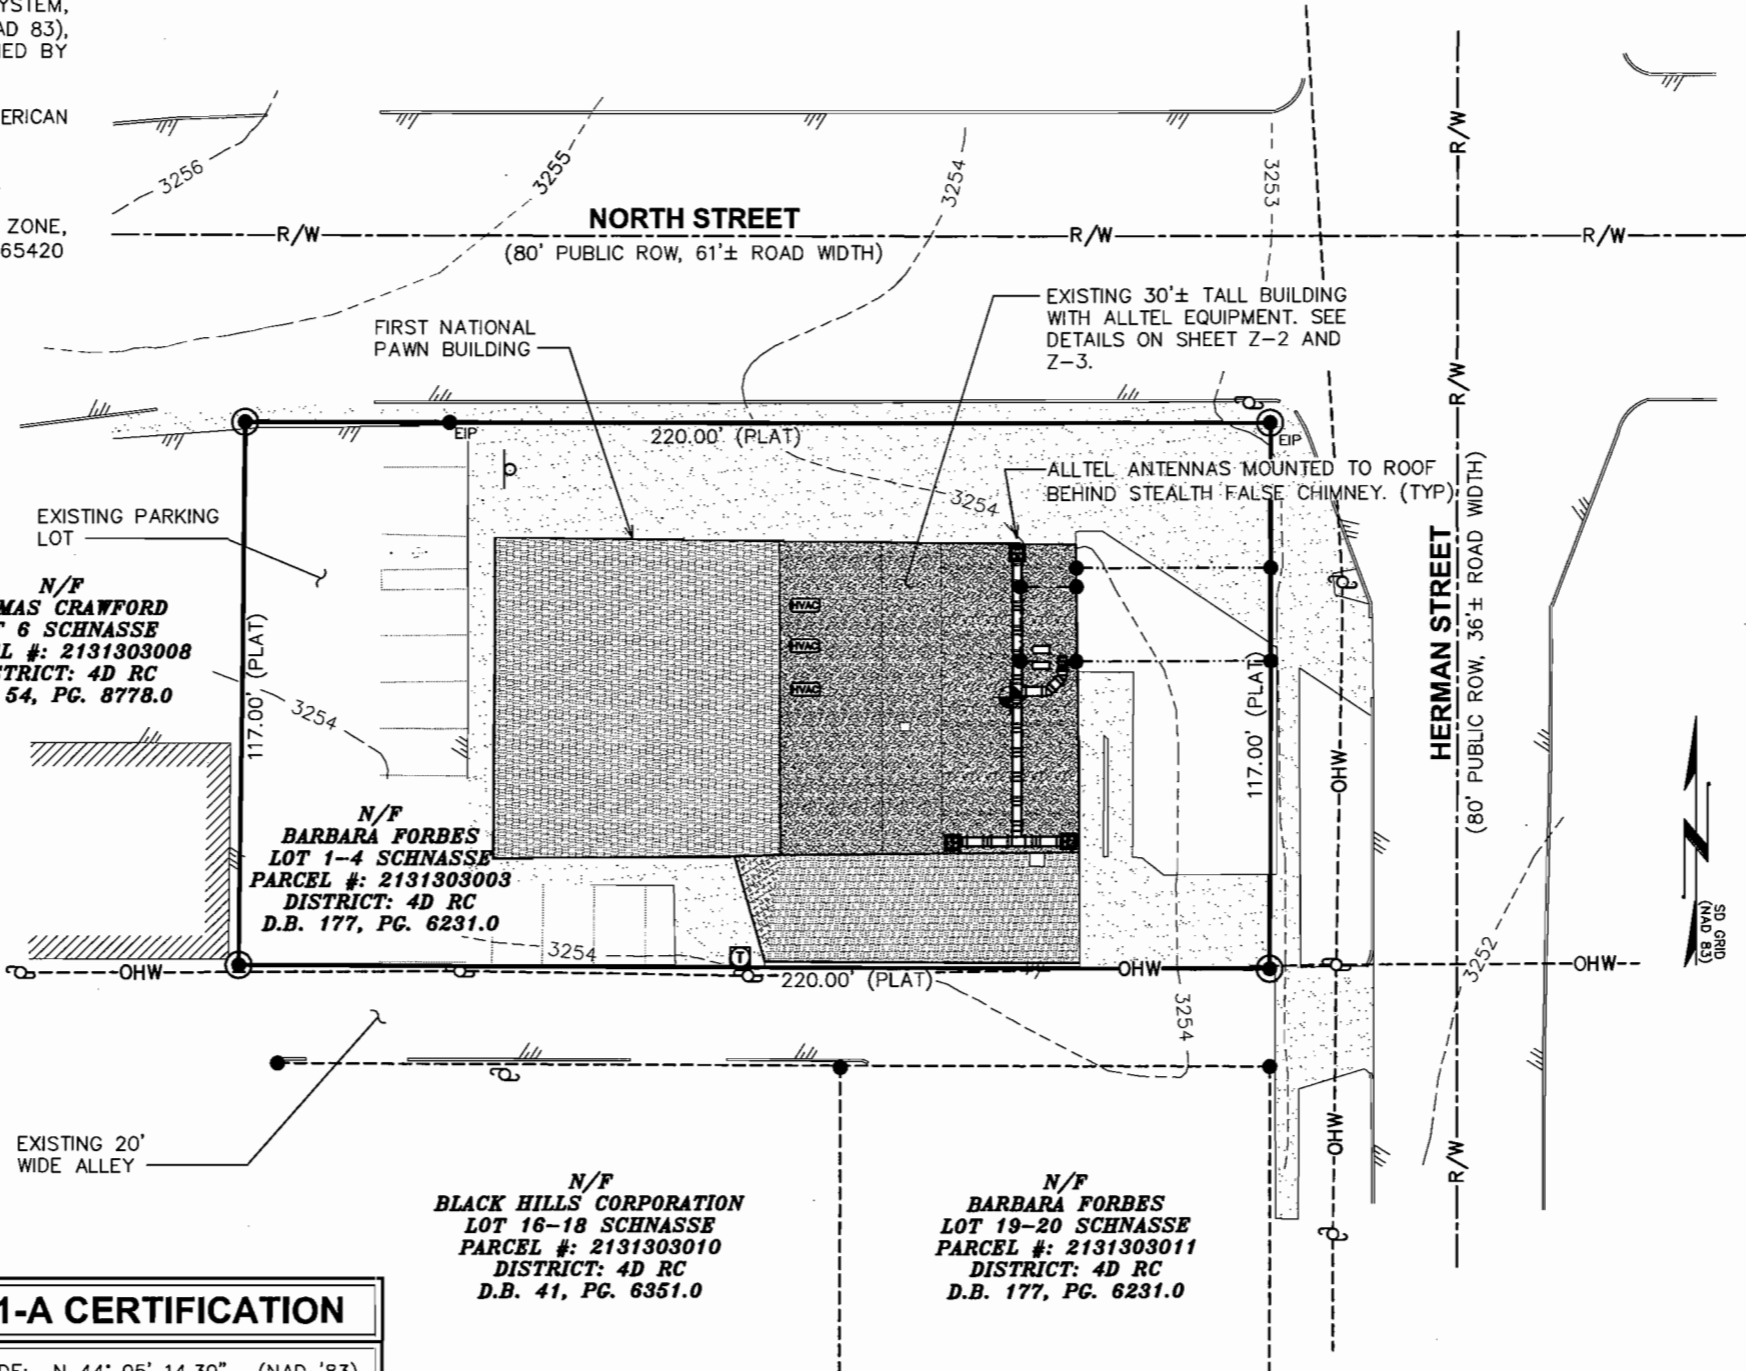 YSTEM,
AD 83),
NED BY
ERICAN
ZONE,
65420
3256
3255
3254
3253
R/W
NORTH STREET
R/W
R/W
R/W
(80' PUBLIC ROW, 61'± ROAD WIDTH)
FIRST NATIONAL
PAWN BUILDING
EXISTING 30'± TALL BUILDING
WITH ALLTEL EQUIPMENT. SEE
DETAILS ON SHEET Z-2 AND
Z-3.
R/W
EIP
220.00' (PLAT)
EIP
ALLTEL ANTENNAS MOUNTED TO ROOF
BEHIND STEALTH FALSE CHIMNEY. (TYP)
3254
EXISTING PARKING
LOT
N/F
MAS CRAWFORD
T 6 SCHNASSE
L #: 2131303008
TRICT: 4D RC
54, PG. 8778.0
117.00' (PLAT)
3254
HVAC
HVAC
HVAC
117.00' (PLAT)
OHW
HERMAN STREET
(80' PUBLIC ROW, 36'± ROAD WIDTH)
N/F
BARBARA FORBES
LOT 1-4 SCHNASSE
PARCEL #: 2131303003
DISTRICT: 4D RC
D.B. 177, PG. 6231.0
SD GRID
(NAD 83)
3254
T
OHW
220.00' (PLAT)
OHW
3254
3252
OHW
EXISTING 20'
WIDE ALLEY
OHW
R/W
N/F
BLACK HILLS CORPORATION
LOT 16-18 SCHNASSE
PARCEL #: 2131303010
DISTRICT: 4D RC
D.B. 41, PG. 6351.0
N/F
BARBARA FORBES
LOT 19-20 SCHNASSE
PARCEL #: 2131303011
DISTRICT: 4D RC
D.B. 177, PG. 6231.0
1-A CERTIFICATION
DE: N 44° 05' 14.30" (NAD '83)